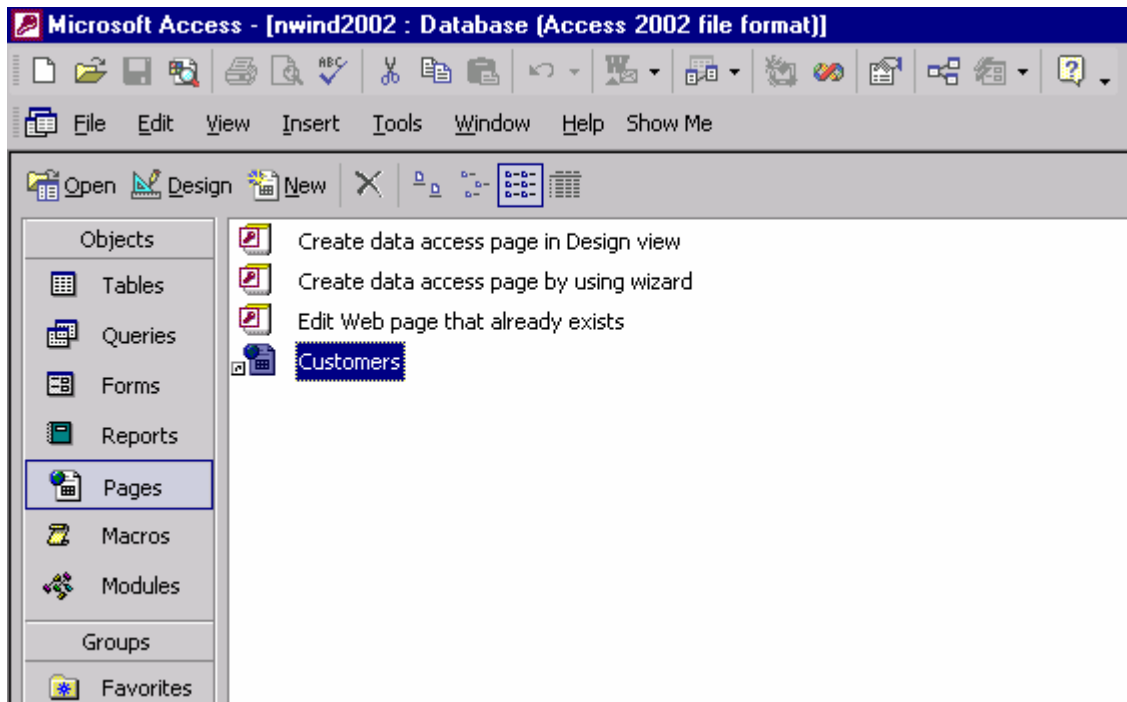 Microsoft Access - [nwind2002 : Database (Access 2002 file format)]
ABC
File Edit View Insert Tools Window Help Show Me
Open Design New
Objects
Tables
Queries
Forms
Reports
Pages
Macros
Modules
Groups
Favorites
Create data access page in Design view
Create data access page by using wizard
Edit Web page that already exists
Customers